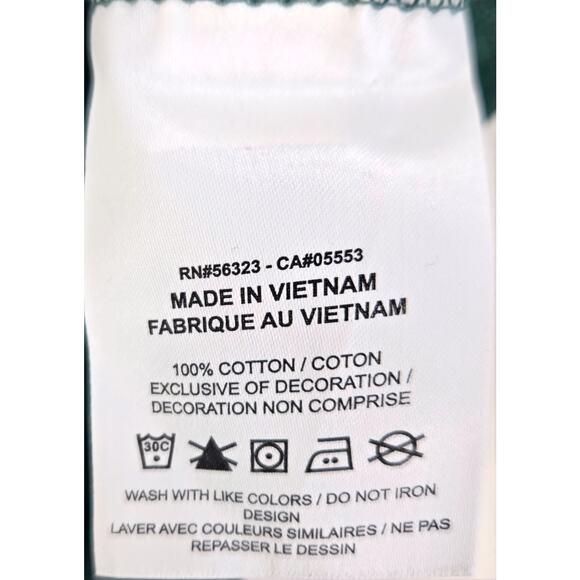 RN#56323 - CA#05553
MADE IN VIETNAM
FABRIQUE AU VIETNAM
100% COTTON / COTON
EXCLUSIVE OF DECORATION /
DECORATION NON COMPRISE
30C
WASH WITH LIKE COLORS / DO NOT IRON
DESIGN
LAVER AVEC COULEURS SIMILAIRES / NE PAS
REPASSER LE DESSIN